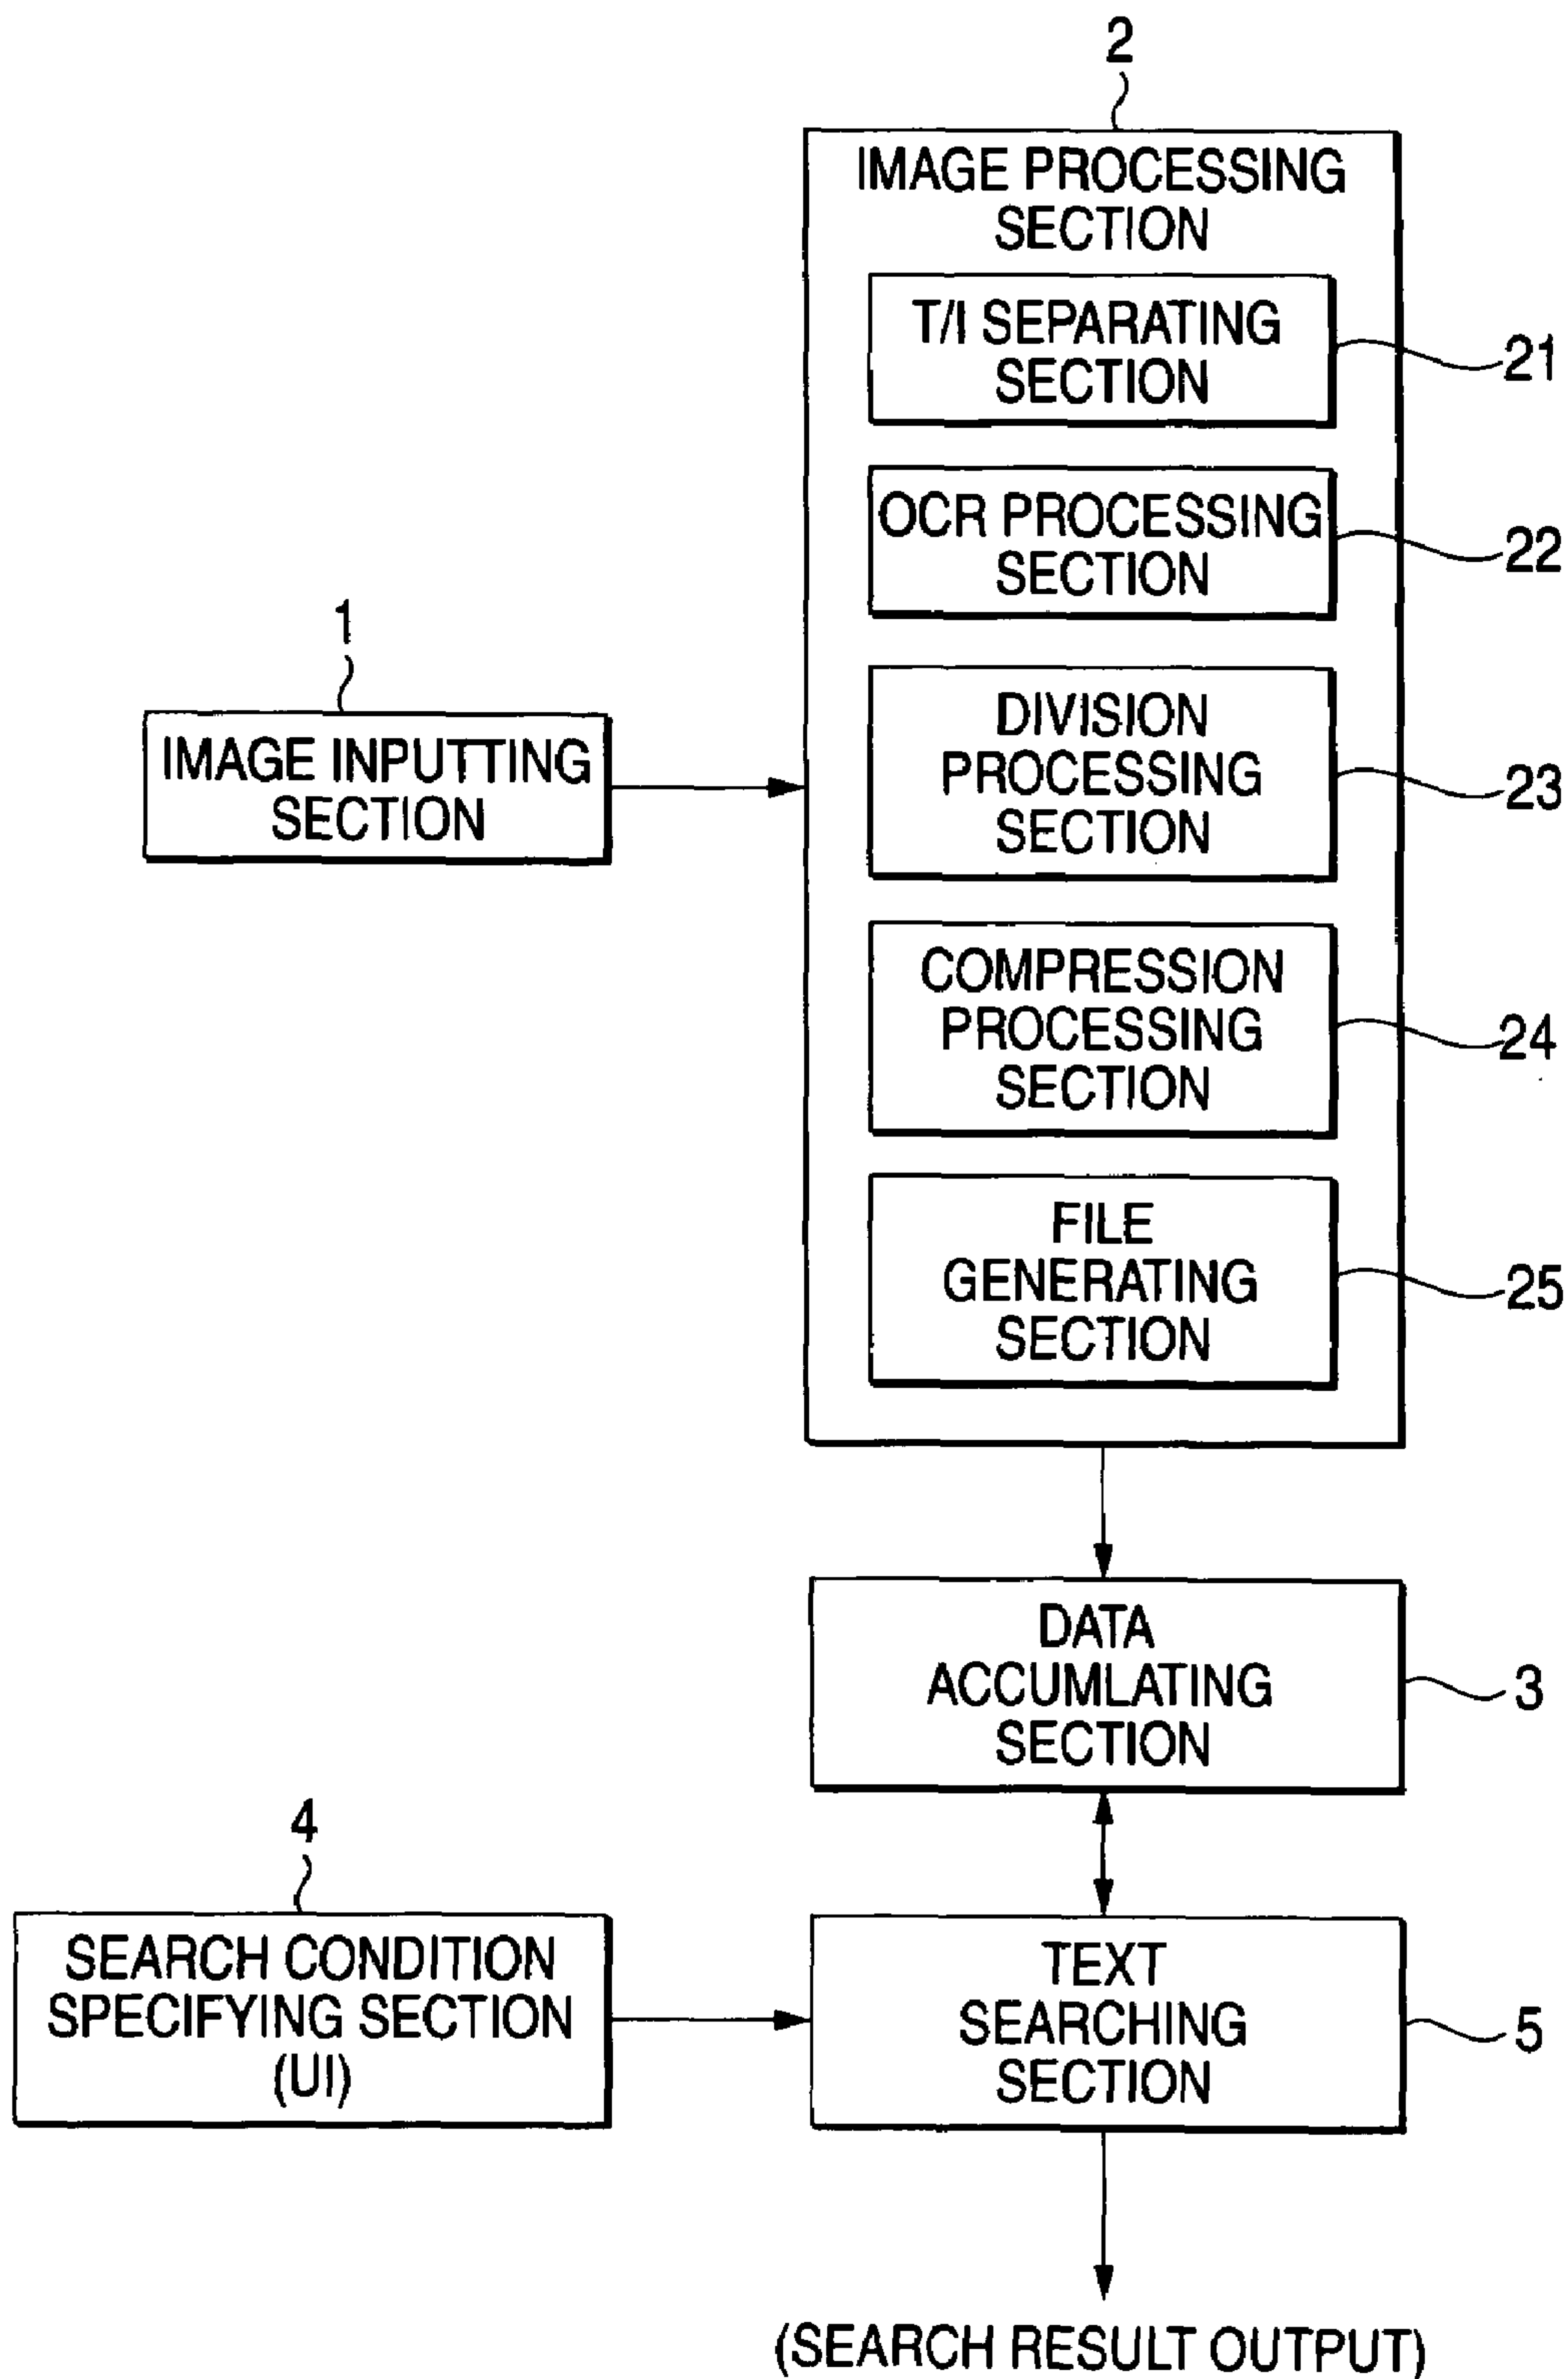 2
IMAGE PROCESSING
SECTION
T/I SEPARATING
SECTION
21
OCR PROCESSING
SECTION
22
1
IMAGE INPUTTING
SECTION
DIVISION
PROCESSING
SECTION
23
COMPRESSION
PROCESSING
SECTION
24
FILE
GENERATING
SECTION
25
DATA
ACCUMLATING
SECTION
3
4
SEARCH CONDITION
SPECIFYING SECTION
(UI)
TEXT
SEARCHING
SECTION
5
(SEARCH RESULT OUTPUT)